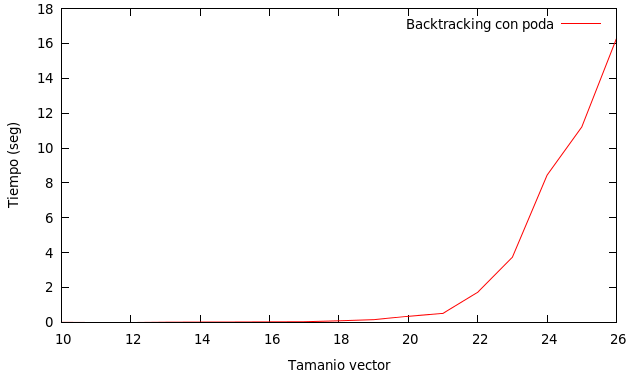 18
16
14
12
10
8
6
4
2
0
Tiempo (seg)
Backtracking con poda
10 12 14 16 18 20 22 24 26
Tamanio vector